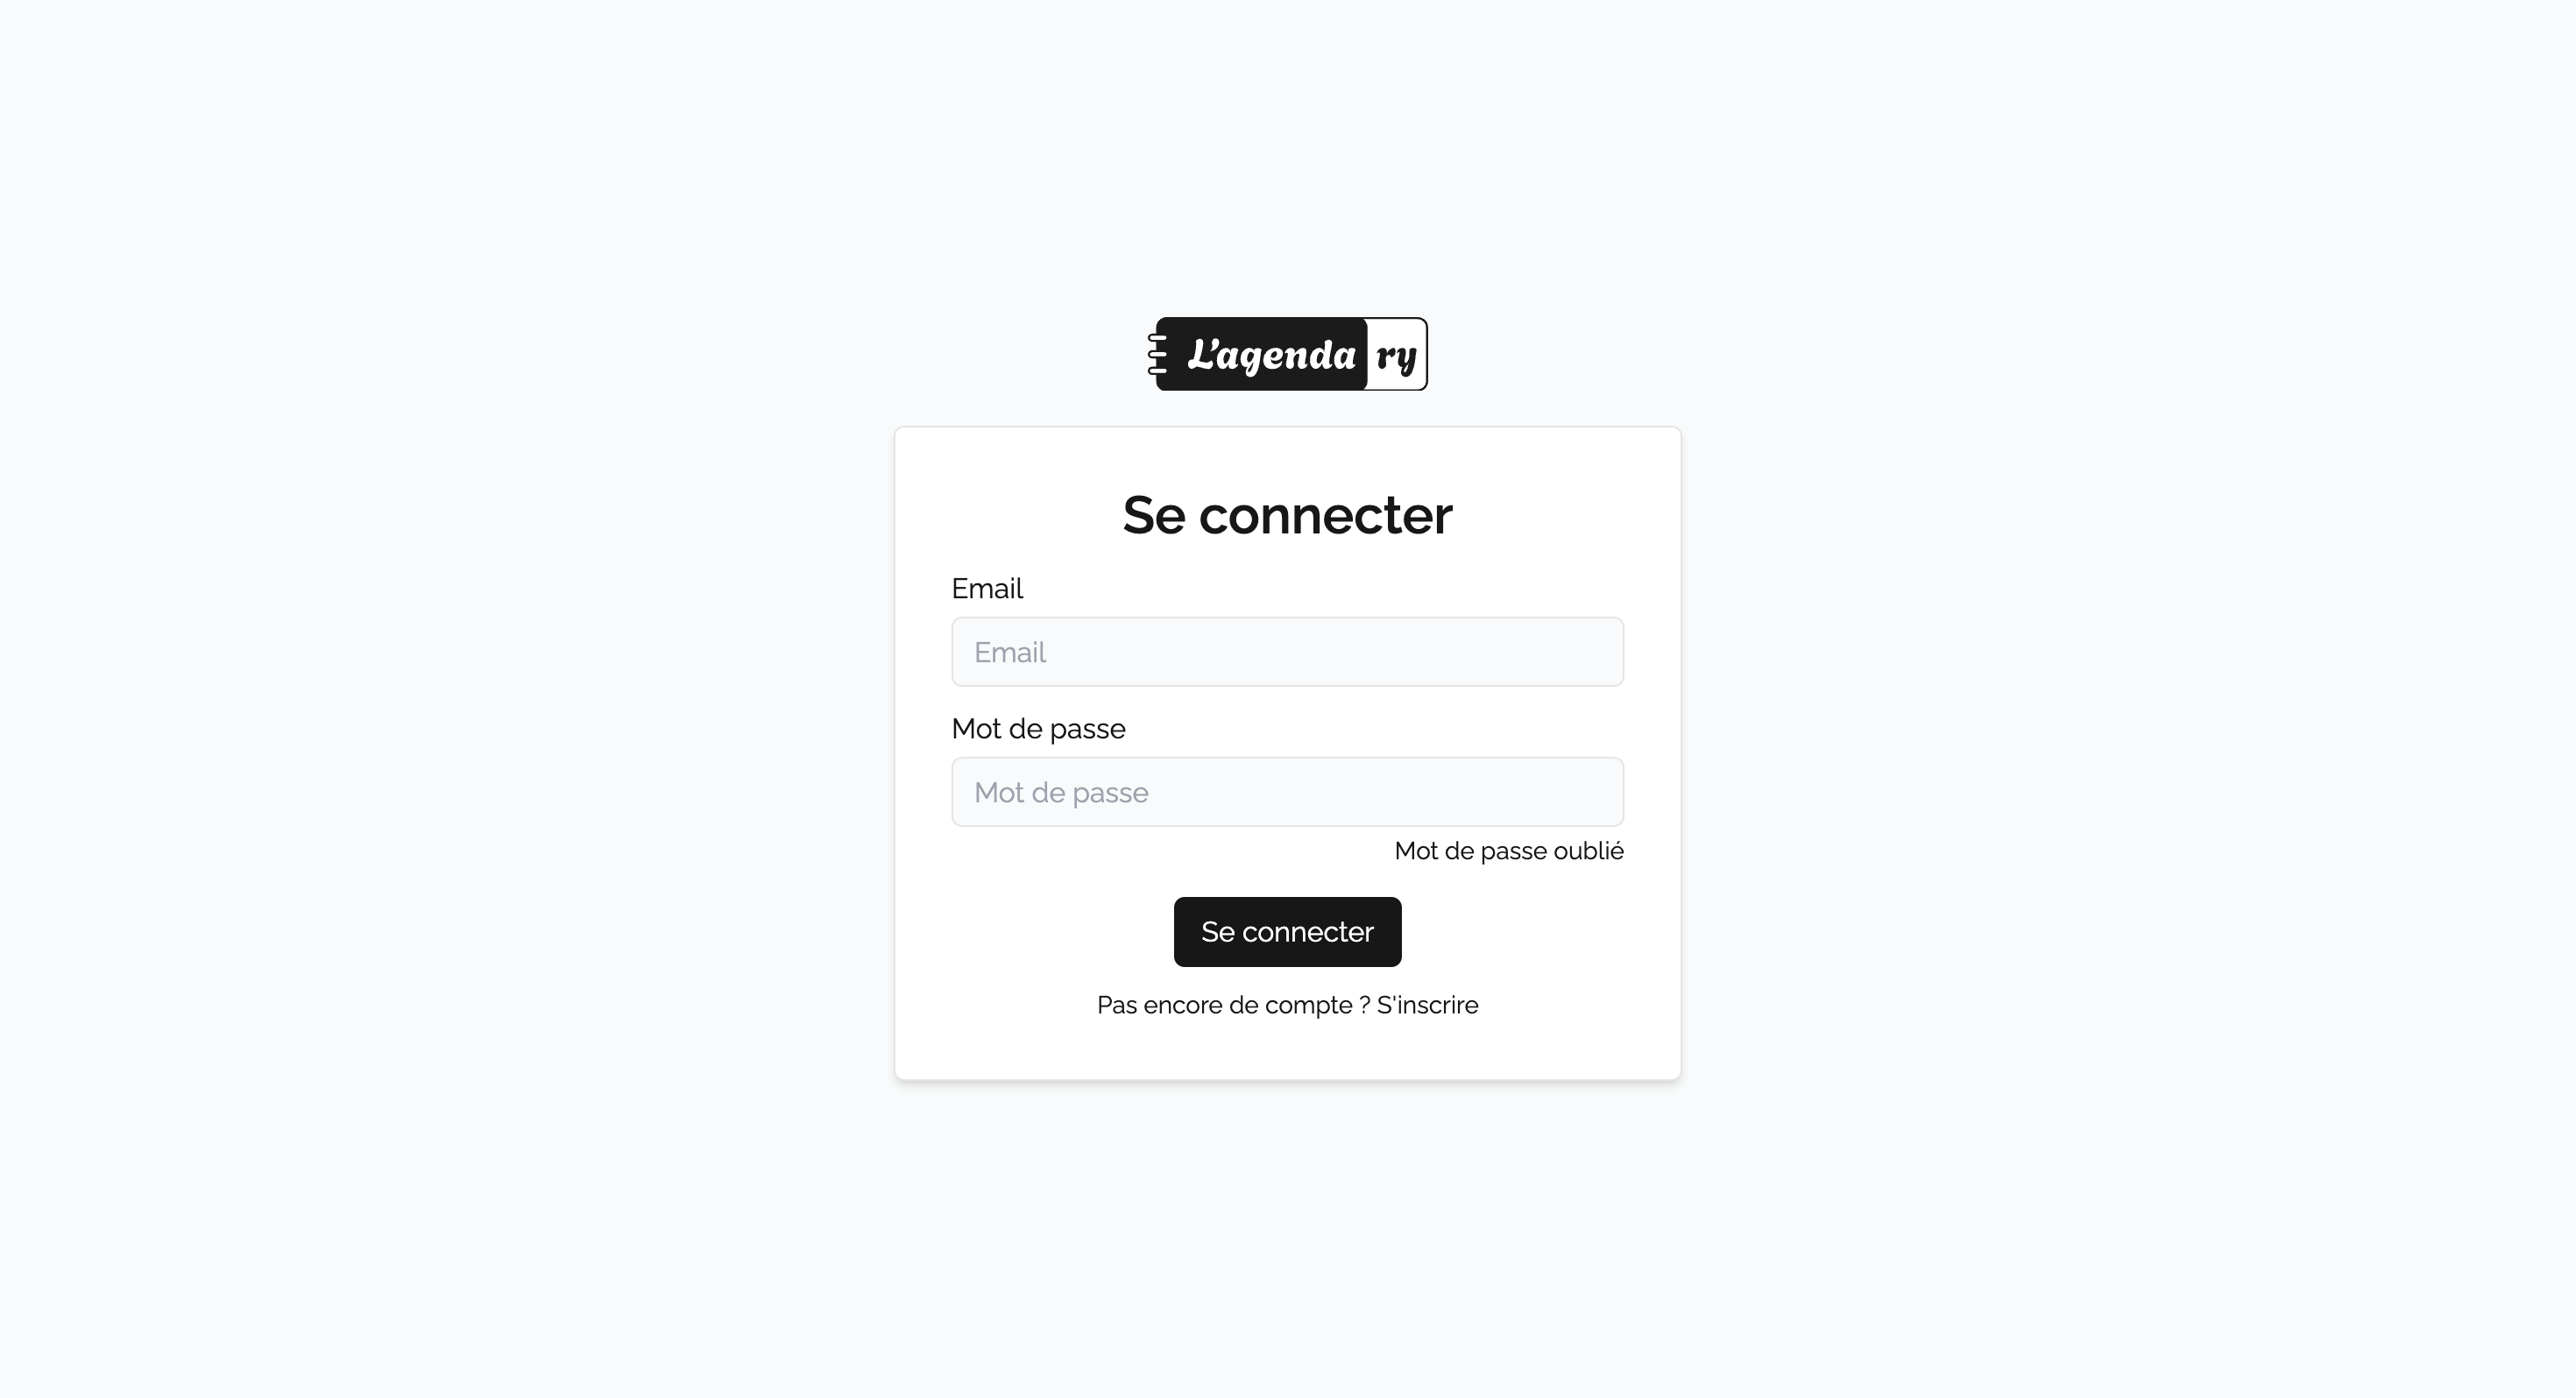 L’agenda ry
Se connecter
Email
Email
Mot de passe
Mot de passe
Mot de passe oublié
Se connecter
Pas encore de compte ? S'inscrire